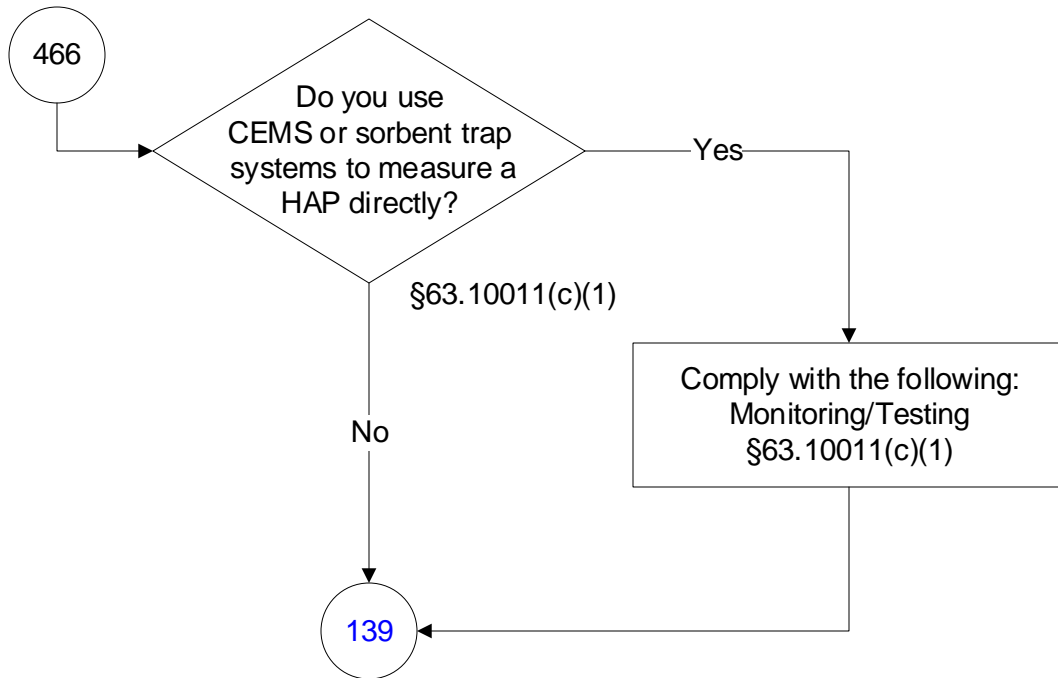 466
Do you use
CEMS or sorbent trap
systems to measure a
HAP directly?
Yes
§63.10011(c)(1)
Comply with the following:
Monitoring/Testing
§63.10011(c)(1)
No
139